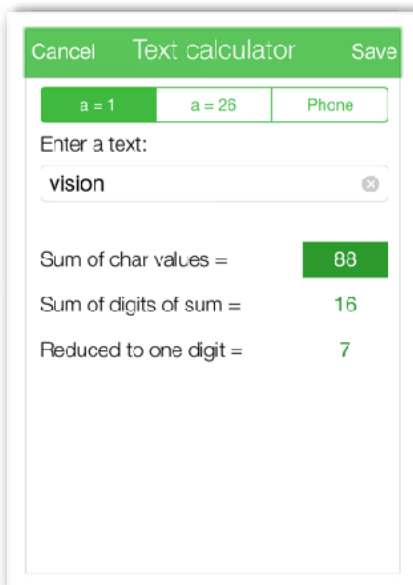 Cancel Text calculator Save
a = 1 a = 26 Phone
Enter a text:
vision
Sum of char values = 88
Sum of digits of sum = 16
Reduced to one digit = 7